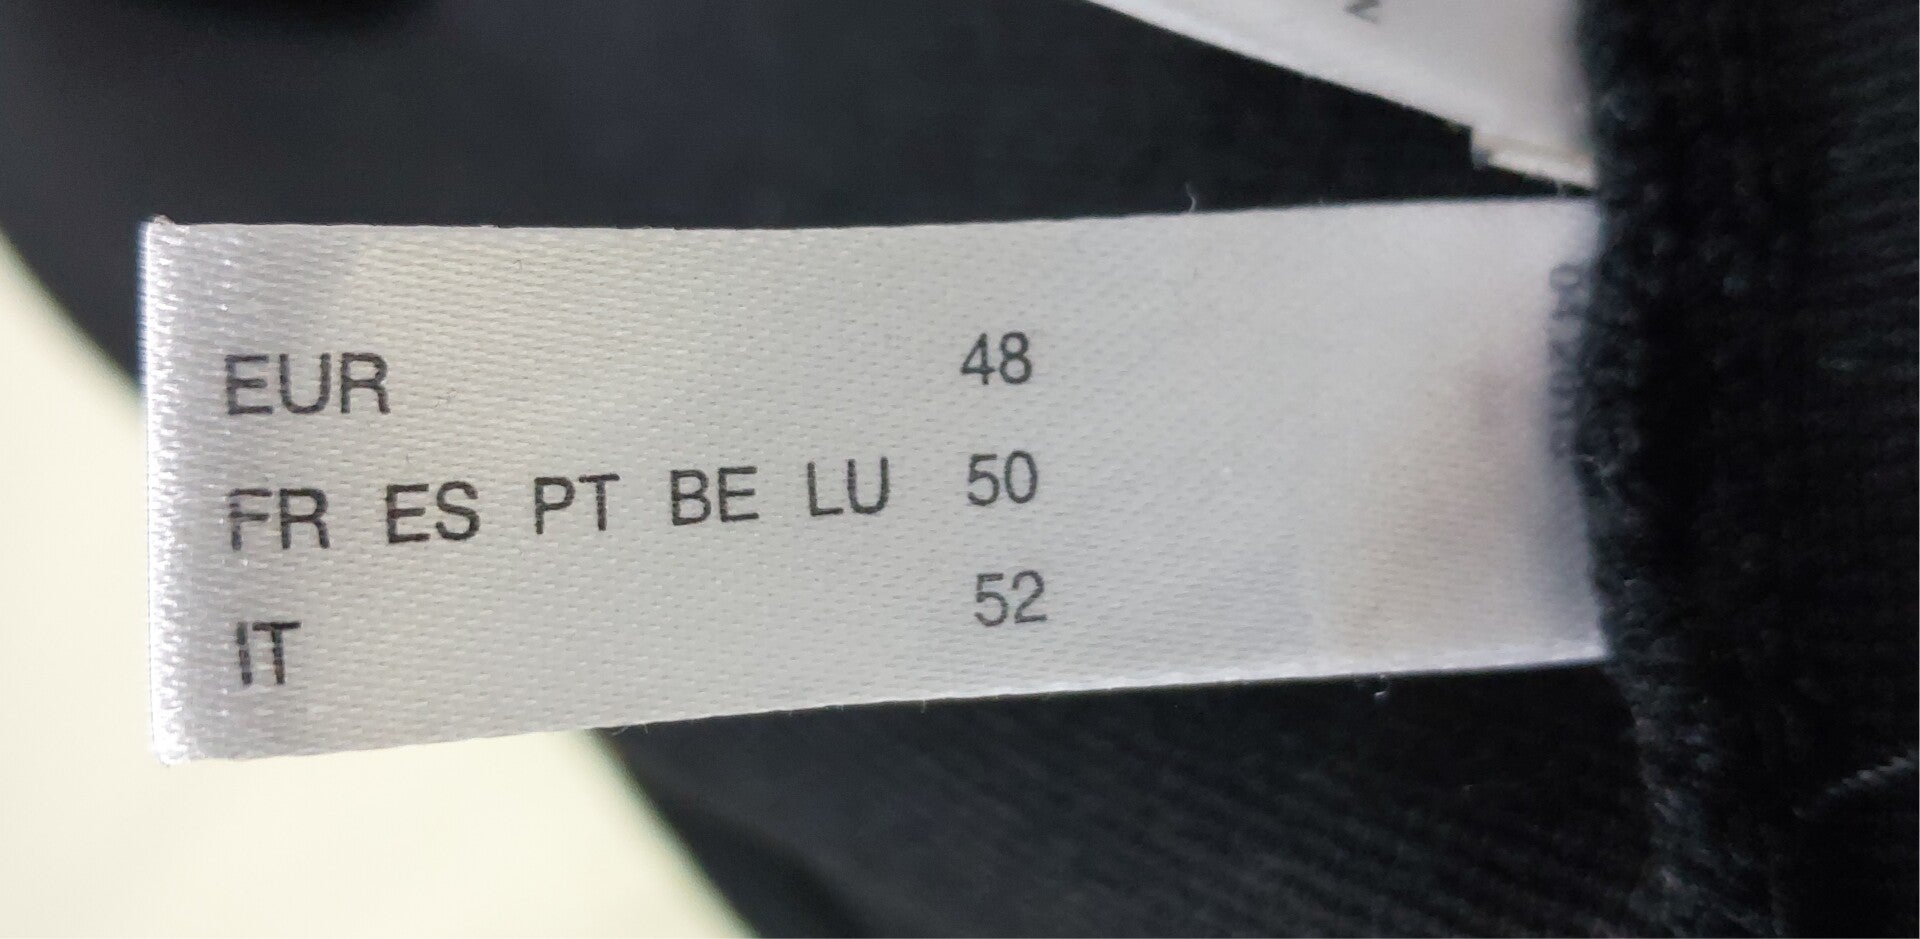 EUR 48
FR ES PT BE LU 50
IT 52